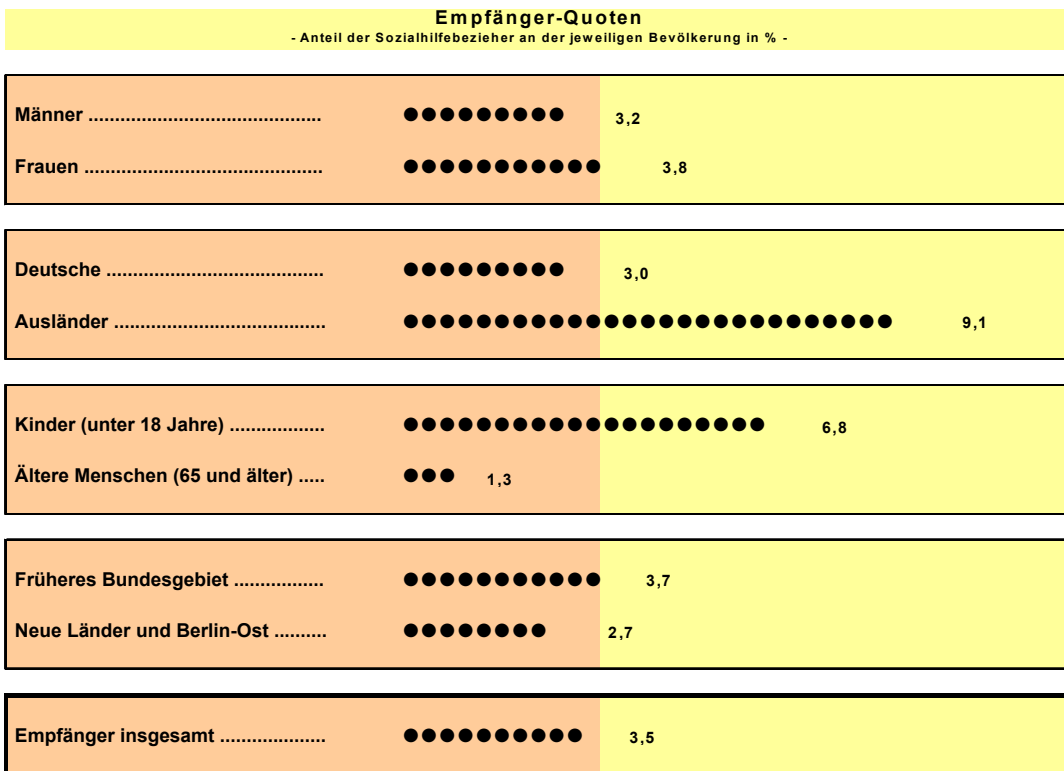 Empfänger-Quoten
- Anteil der Sozialhilfebezieher an der jeweiligen Bevölkerung in % -
Männer ............................................ ●●●●●●●●● 3,2
Frauen ............................................. ●●●●●●●●●●● 3,8
Deutsche ......................................... ●●●●●●●●● 3,0
Ausländer ........................................ ●●●●●●●●●●●●●●●●●●●●●●●●●●● 9,1
Kinder (unter 18 Jahre) .................. ●●●●●●●●●●●●●●●●●●●● 6,8
Ältere Menschen (65 und älter) ..... ●●● 1,3
Früheres Bundesgebiet ................. ●●●●●●●●●●● 3,7
Neue Länder und Berlin-Ost .......... ●●●●●●●● 2,7
Empfänger insgesamt .................... ●●●●●●●●●● 3,5